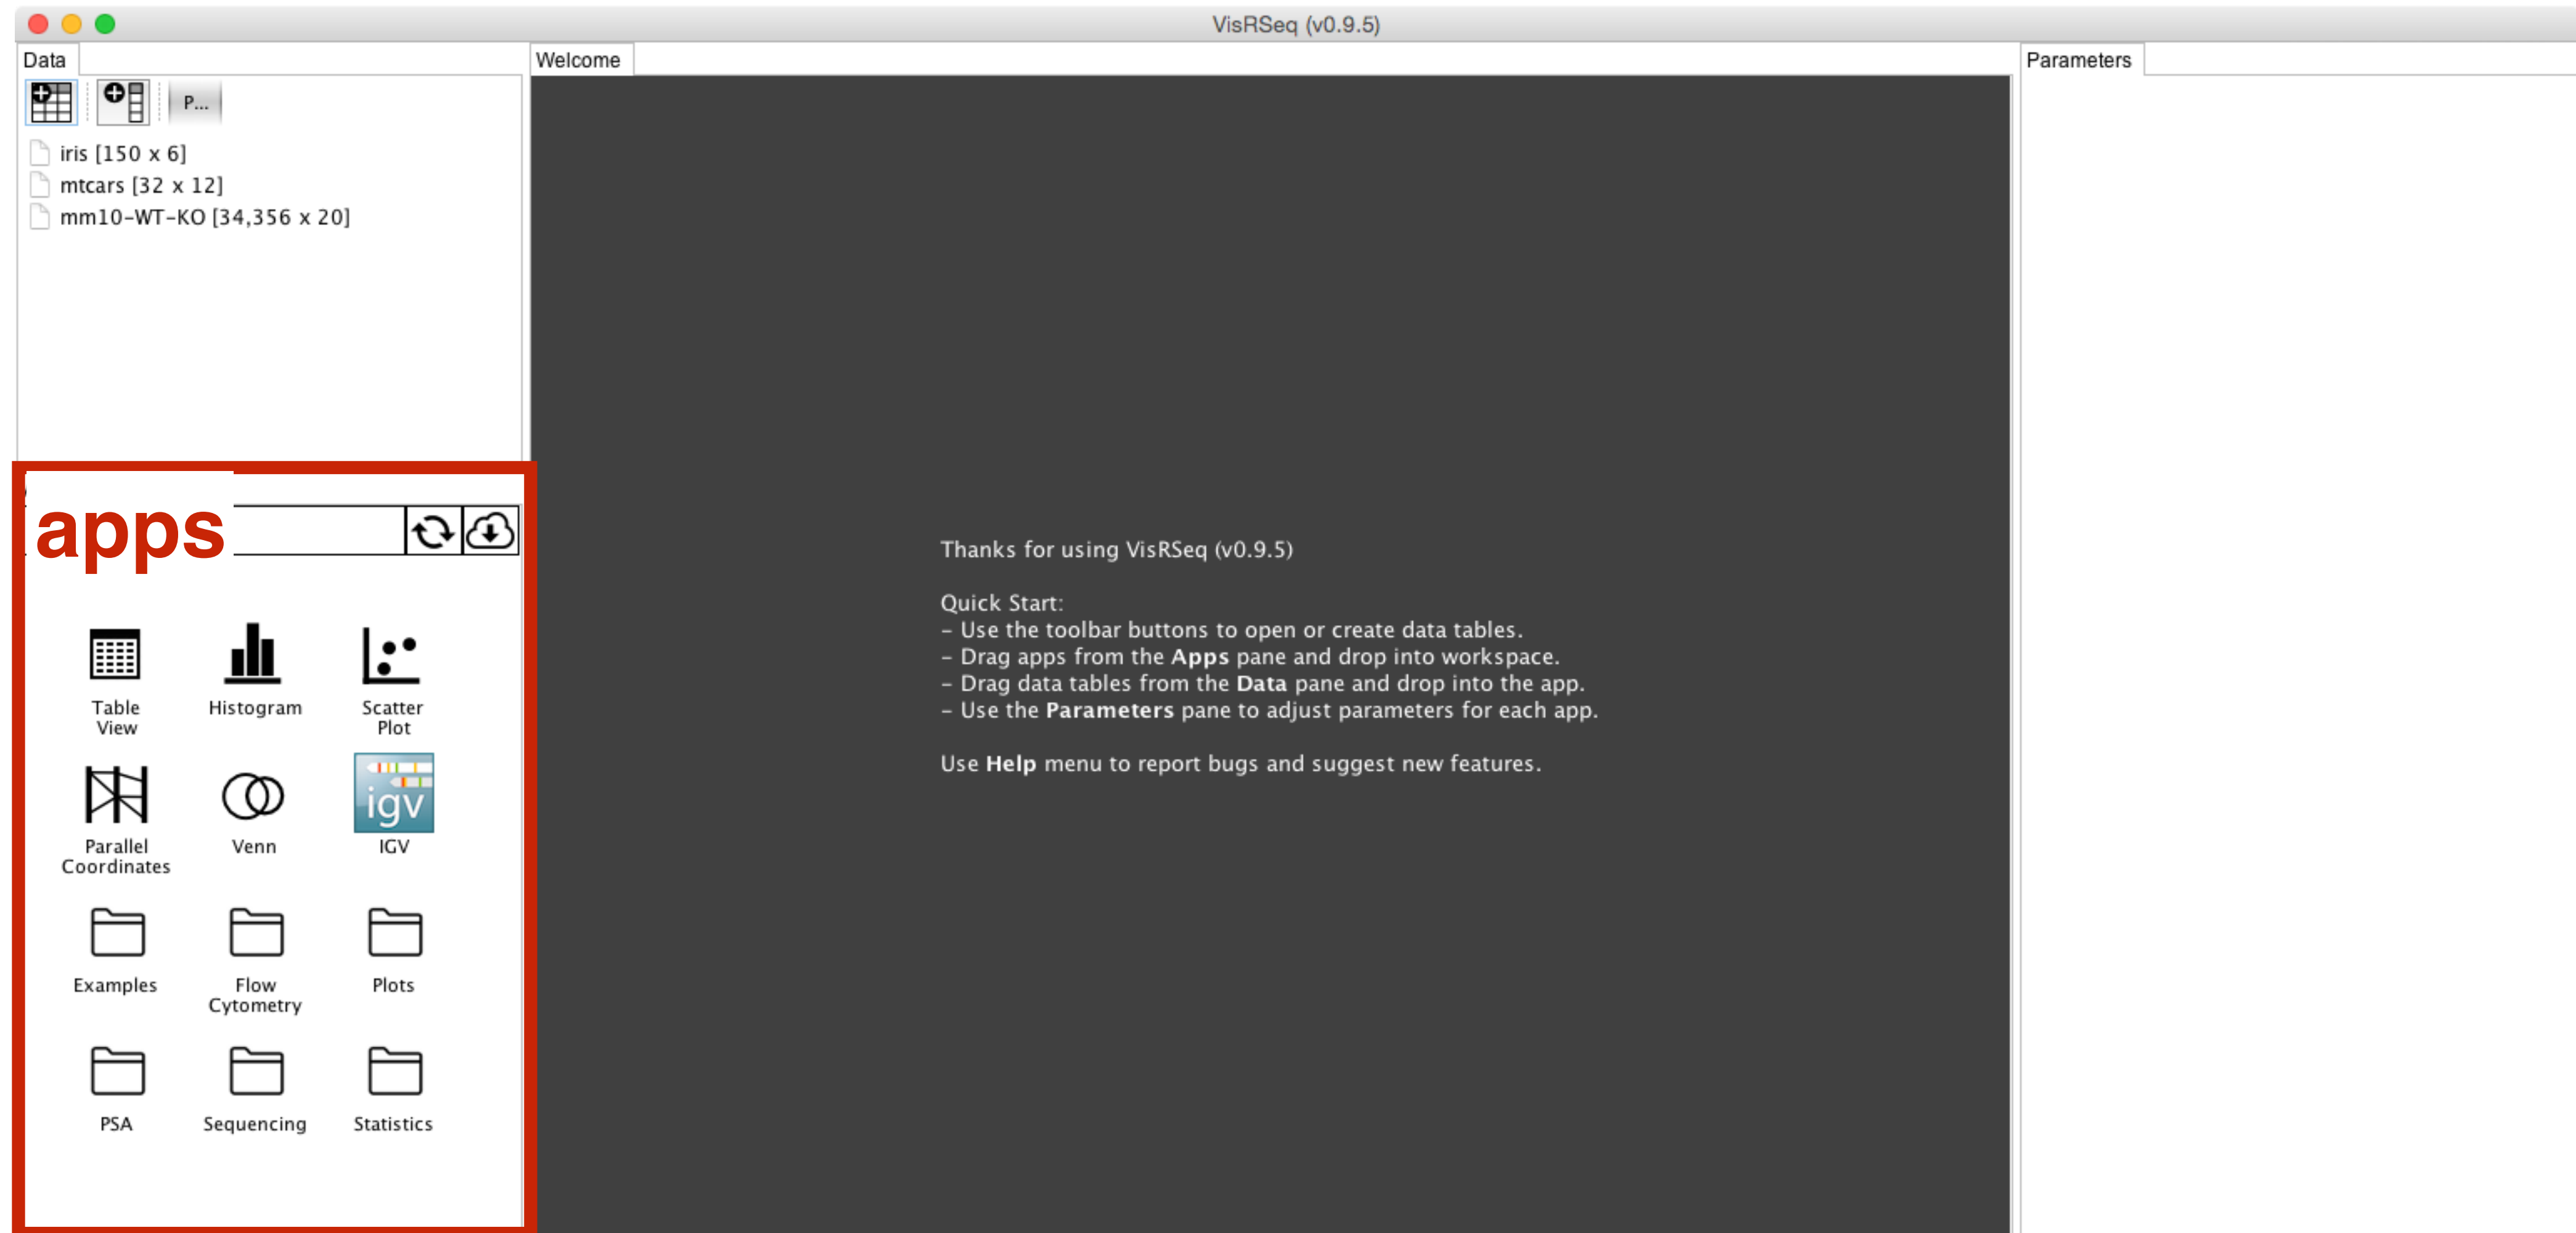 VisRSeq (v0.9.5)
Data
Welcome
Parameters
P...
iris [150 x 6]
mtcars [32 x 12]
mm10-WT-KO [34,356 x 20]
apps
Table
View
Histogram
Scatter
Plot
Parallel
Coordinates
Venn
igv
IGV
Examples
Flow
Cytometry
Plots
PSA
Sequencing
Statistics
Thanks for using VisRSeq (v0.9.5)
Quick Start:
– Use the toolbar buttons to open or create data tables.
– Drag apps from the Apps pane and drop into workspace.
– Drag data tables from the Data pane and drop into the app.
– Use the Parameters pane to adjust parameters for each app.
Use Help menu to report bugs and suggest new features.